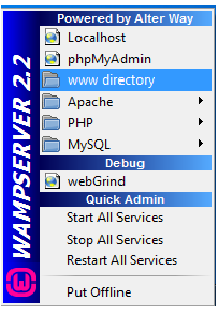 Powered by Alter Way
Localhost
phpMyAdmin
www directory
Apache
PHP
MySQL
Debug
webGrind
Quick Admin
Start All Services
Stop All Services
Restart All Services
Put Offline
WAMPSERVER 2.2